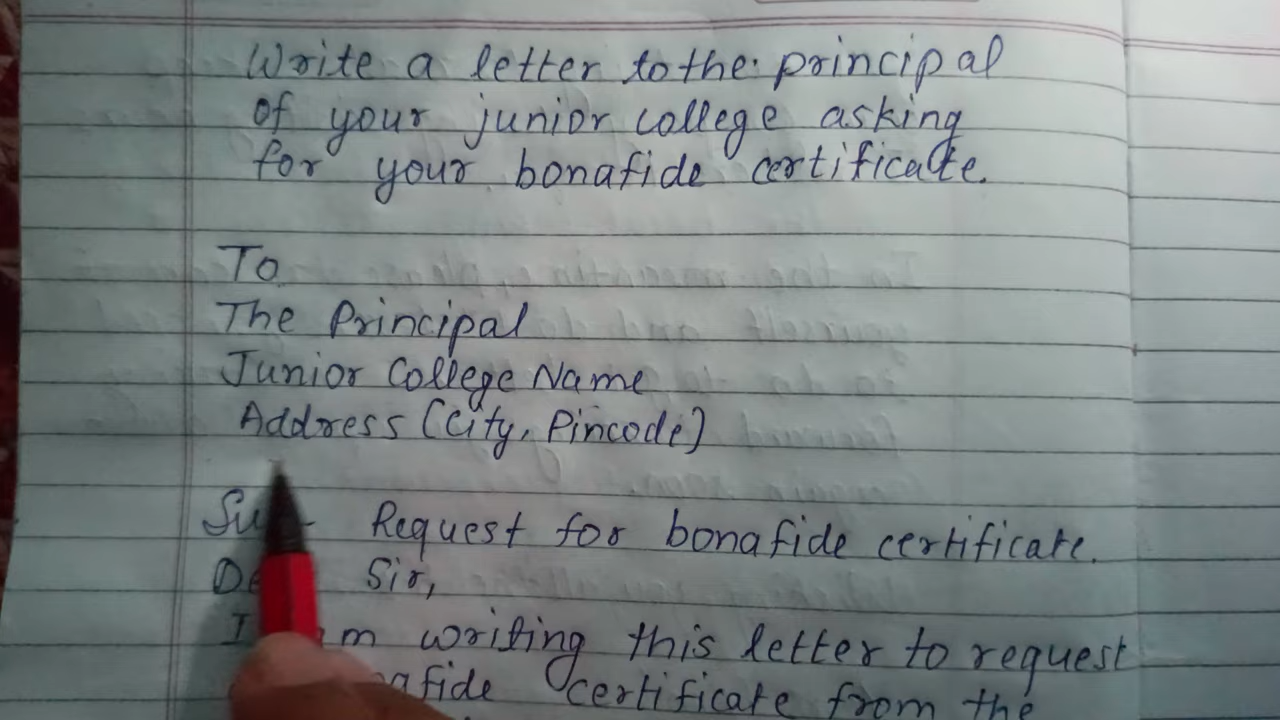 Write a letter to the principal
of your junior college asking
for your bonafide certificate.
To
The Principal
Junior College Name
Address (City, Pincode)
Request for bonafide certificate.
Sir,
I writing this letter to request
certificate from the